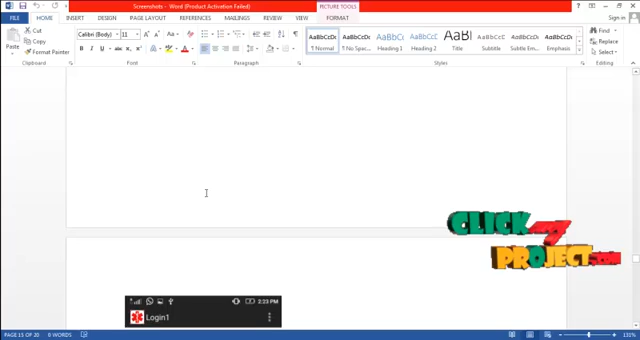 Screenshots - Word (Product Activation Failed)
PICTURE TOOLS
Sign in
FILE HOME INSERT DESIGN PAGE LAYOUT REFERENCES MAILINGS REVIEW VIEW FORMAT
Paste
Cut
Copy
Format Painter
Calibri (Body) 11
AaBbCcDc AaBbCcDc AaBbCc AaBbCcC AaBl AaBbCcC AaBbCcDc AaBbCcDc
¶ Normal ¶ No Spac... Heading 1 Heading 2 Title Subtitle Subtle Em... Emphasis
Find
Replace
Select
Clipboard Font Paragraph Styles Editing
CLICK my
PROJECT.com
2:23 PM
Login1
PAGE 15 OF 20 8 WORDS
131%